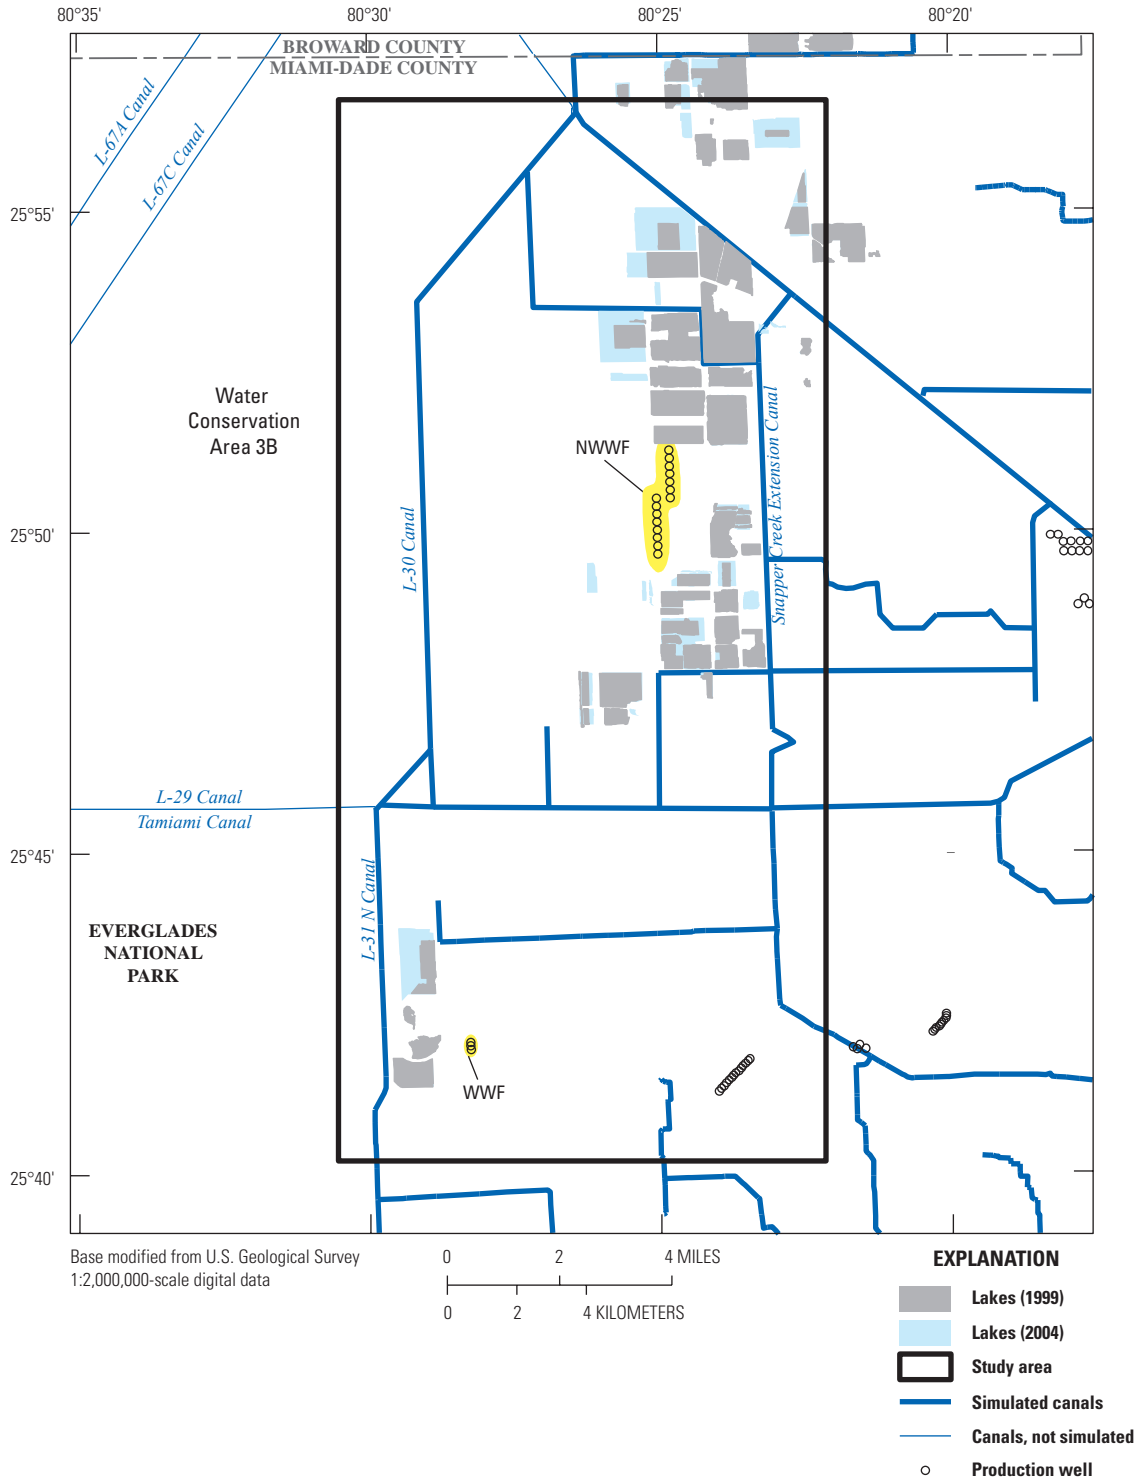 80°35'
80°30'
80°25'
80°20'
BROWARD COUNTY
MIAMI-DADE COUNTY
L-67A Canal
L-67C Canal
25°55'
Water
Conservation
Area 3B
NWWF
Snapper Creek Extension Canal
L-30 Canal
25°50'
L-29 Canal
Tamiami Canal
25°45'
L-31 N Canal
EVERGLADES
NATIONAL
PARK
WWF
25°40'
Base modified from U.S. Geological Survey
1:2,000,000-scale digital data
0 2 4 MILES
0 2 4 KILOMETERS
EXPLANATION
Lakes (1999)
Lakes (2004)
Study area
Simulated canals
Canals, not simulated
Production well